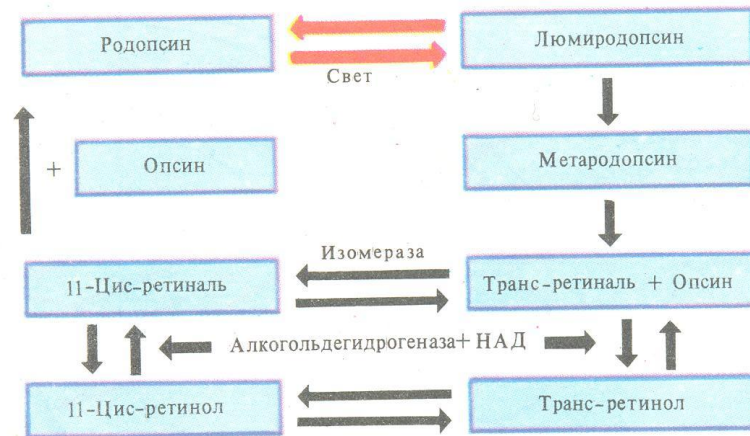 Родопсин
Люмиродопсин
Свет
+
Опсин
Метародопсин
Изомераза
11-Цис-ретиналь
Транс-ретиналь + Опсин
Алкогольдегидрогеназа+НАД
11-Цис-ретинол
Транс-ретинол